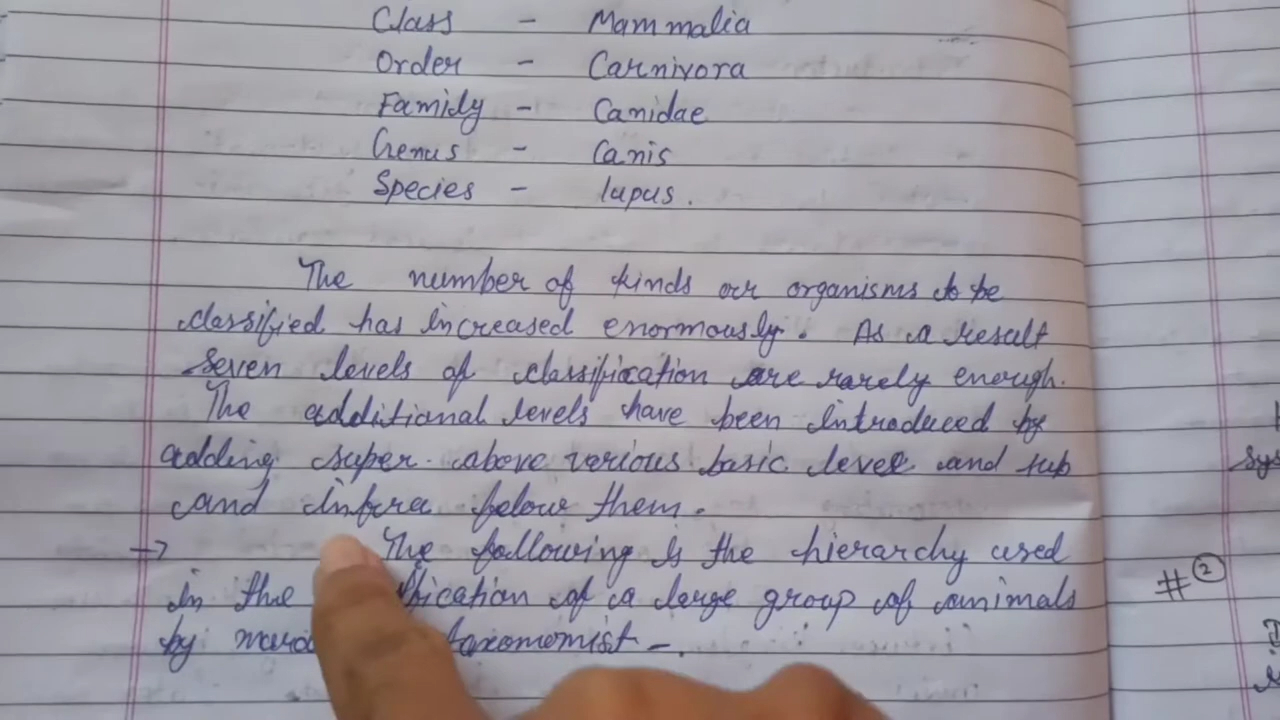 Class - Mammalia
Order - Carnivora
Family - Canidae
Genus - Canis
Species - lupus.
The number of kinds our organisms to be
classified has increased enormously. As a result
seven levels of classification are rarely enough.
The additional levels have been introduced by
adding super. above various basic level and sub
and infra below them.
→ The following is the hierarchy used
in the fication of a large group of animals
by taxonomist -.
# 2